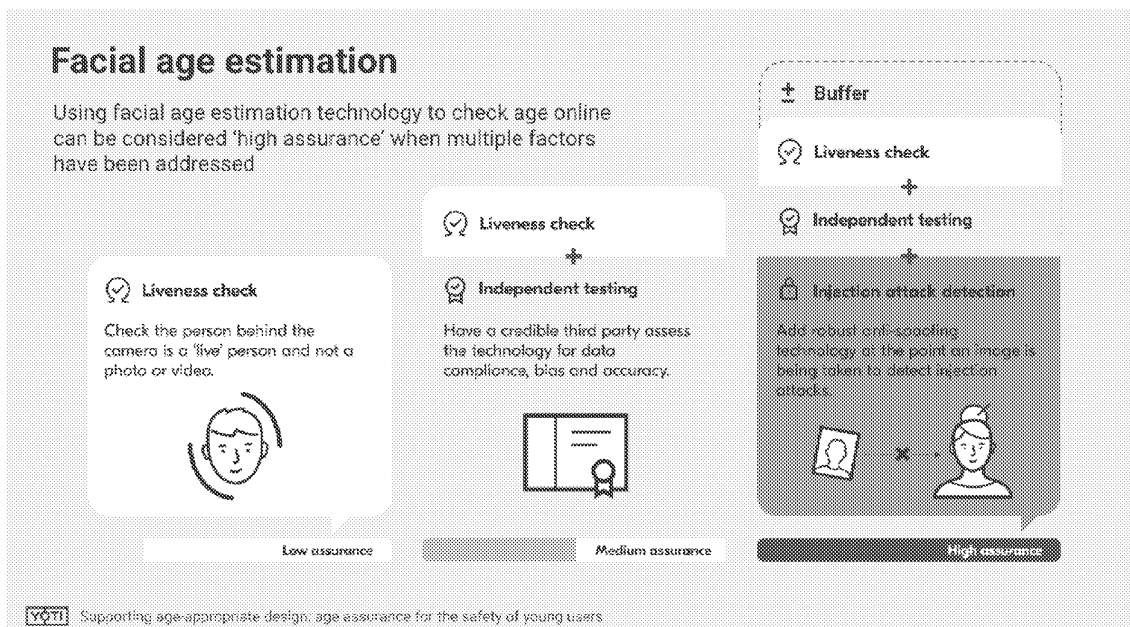 Facial age estimation
Using facial age estimation technology to check age online
can be considered 'high assurance' when multiple factors
have been addressed
Liveness check
Check the person behind the
camera is a 'live' person and not a
photo or video.
Low assurance
Liveness check
+
Independent testing
Have a credible third party assess
the technology for data
compliance, bias and accuracy.
Medium assurance
± Buffer
Liveness check
+
Independent testing
+
Injection attack detection
Add anti-spoofing
technology at the point an image is
being taken to detect injection
attacks.
High assurance
YOTI Supporting age-appropriate design, age assurance for the safety of young users